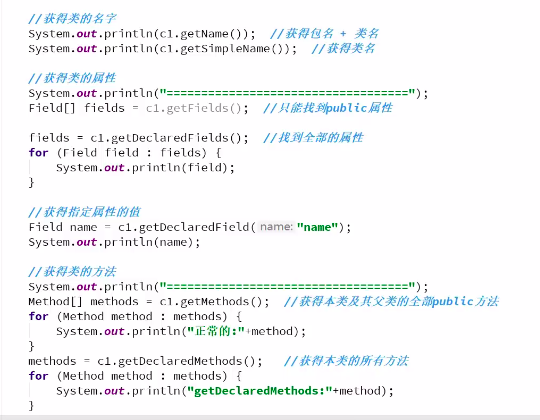 //获得类的名字
System.out.println(c1.getName()); //获得包名 + 类名
System.out.println(c1.getSimpleName()); //获得类名
//获得类的属性
System.out.println("===================================");
Field[] fields = c1.getFields(); //只能找到public属性
fields = c1.getDeclaredFields(); //找到全部的属性
for (Field field : fields) {
System.out.println(field);
}
//获得指定属性的值
Field name = c1.getDeclaredField( name: "name");
System.out.println(name);
//获得类的方法
System.out.println("===================================");
Method[] methods = c1.getMethods(); //获得本类及其父类的全部public方法
for (Method method : methods) {
System.out.println("正常的:"+method);
}
methods = c1.getDeclaredMethods(); //获得本类的所有方法
for (Method method : methods) {
System.out.println("getDeclaredMethods:"+method);
}